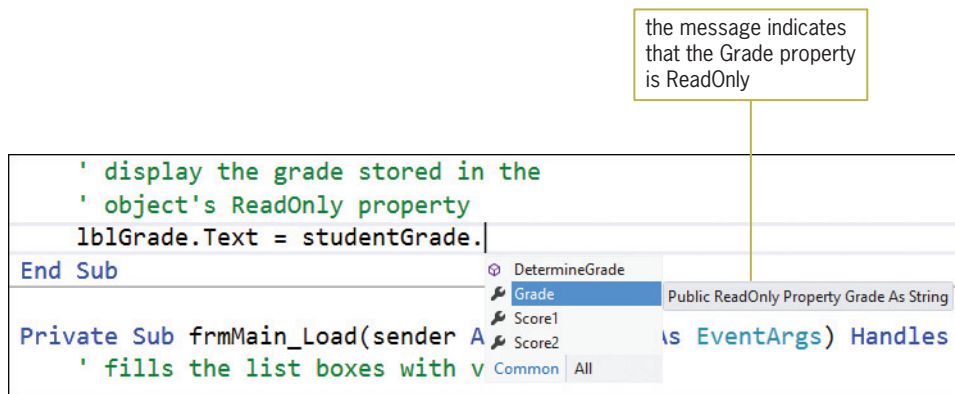 the message indicates
that the Grade property
is ReadOnly
' display the grade stored in the
' object's ReadOnly property
lblGrade.Text = studentGrade.
End Sub
DetermineGrade
Grade
Public ReadOnly Property Grade As String
Score1
Score2
Common All
Private Sub frmMain_Load(sender A As EventArgs) Handles
' fills the list boxes with v